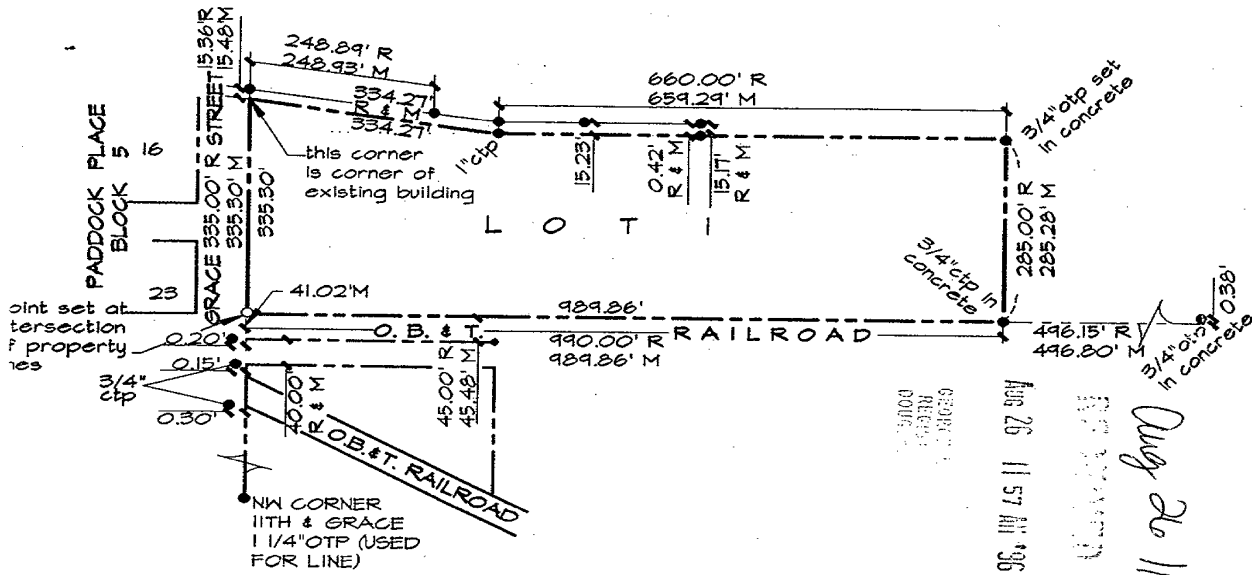 15.36'R
15.48'M
248.89' R
248.93' M
334.27'
R & M
334.27'
660.00' R
659.29' M
3/4" otp set
in concrete
PADDOCK PLACE
BLOCK 5
16
23
GRACE STREET
335.00' R
335.30' M
335.30'
this corner
is corner of
existing building
1" ctp
15.23'
0.42'
R & M
15.17'
R & M
LOT 1
285.00' R
285.28' M
3/4" ctp in
concrete
oint set at
tersection
f property
nes
41.02'M
989.86'
O.B. & T. RAILROAD
990.00' R
989.86' M
496.15' R
496.80' M
0.38'
3/4" otp
in concrete
0.20'
0.15'
3/4"
ctp
0.30'
40.00
R & M
45.00' R
45.48' M
O.B.&T. RAILROAD
NW CORNER
11TH & GRACE
1 1/4" OTP (USED
FOR LINE)
AUG 26 11 57 AM '96
Aug 26 11